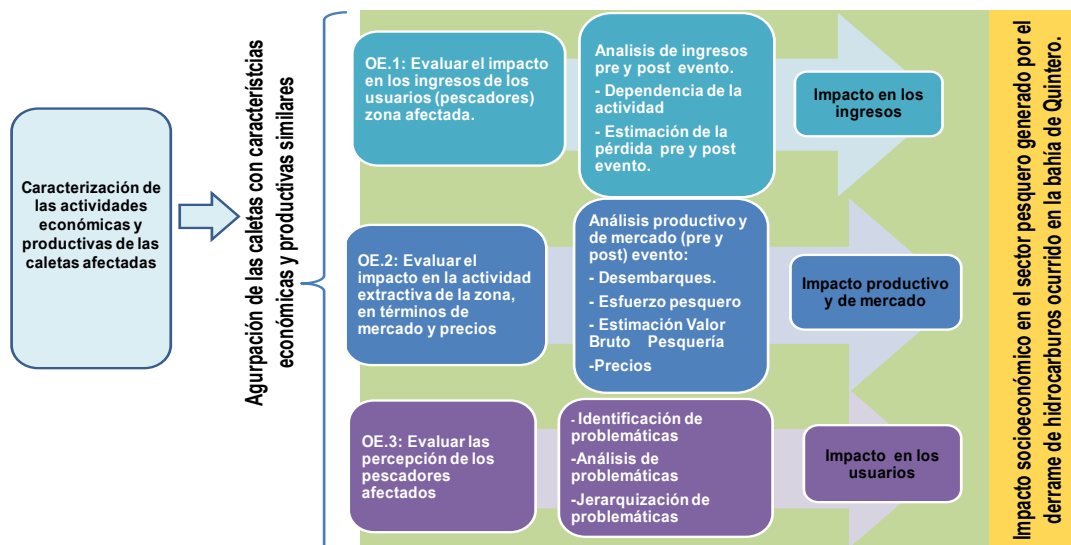 Caracterización de
las actividades
económicas y
productivas de las
caletas afectadas
Agurpación de las caletas con caracterÍstcias
económicas y productivas similares
OE.1: Evaluar el impacto
en los ingresos de los
usuarios (pescadores)
zona afectada.
Analisis de ingresos
pre y post evento.
- Dependencia de la
actividad
- Estimación de la
pérdida pre y post
evento.
Impacto en los
ingresos
OE.2: Evaluar el
impacto en la actividad
extractiva de la zona,
en términos de
mercado y precios
Análisis productivo y
de mercado (pre y
post) evento:
- Desembarques.
- Esfuerzo pesquero
- Estimación Valor
Bruto Pesquería
-Precios
Impacto productivo
y de mercado
OE.3: Evaluar las
percepción de los
pescadores
afectados
- Identificación de
problemáticas
-Análisis de
problemáticas
-Jerarquización de
problemáticas
Impacto en los
usuarios
Impacto socioeconómico en el sector pesquero generado por el
derrame de hidrocarburos ocurrido en la bahía de Quintero.